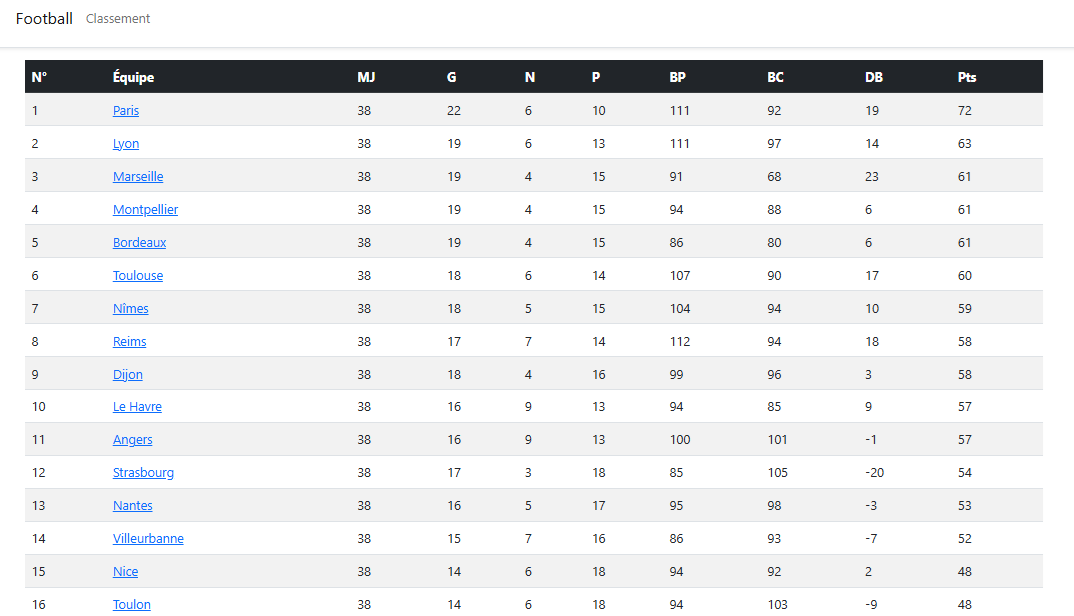 Football Classement
N° Équipe MJ G N P BP BC DB Pts
1 Paris 38 22 6 10 111 92 19 72
2 Lyon 38 19 6 13 111 97 14 63
3 Marseille 38 19 4 15 91 68 23 61
4 Montpellier 38 19 4 15 94 88 6 61
5 Bordeaux 38 19 4 15 86 80 6 61
6 Toulouse 38 18 6 14 107 90 17 60
7 Nîmes 38 18 5 15 104 94 10 59
8 Reims 38 17 7 14 112 94 18 58
9 Dijon 38 18 4 16 99 96 3 58
10 Le Havre 38 16 9 13 94 85 9 57
11 Angers 38 16 9 13 100 101 -1 57
12 Strasbourg 38 17 3 18 85 105 -20 54
13 Nantes 38 16 5 17 95 98 -3 53
14 Villeurbanne 38 15 7 16 86 93 -7 52
15 Nice 38 14 6 18 94 92 2 48
16 Toulon 38 14 6 18 94 103 -9 48